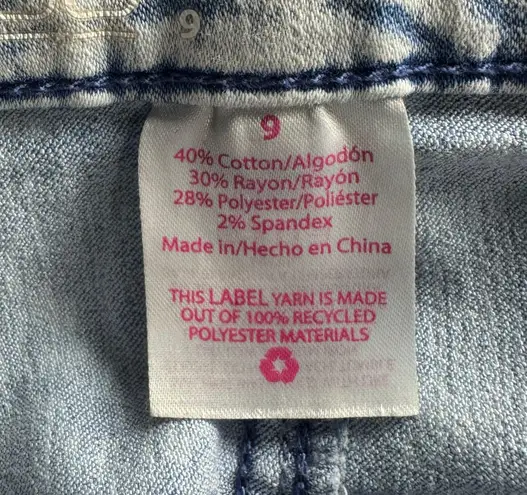 9
9
40% Cotton/Algodón
30% Rayon/Rayón
28% Polyester/Poliéster
2% Spandex
Made in/Hecho en China
THIS LABEL YARN IS MADE
OUT OF 100% RECYCLED
POLYESTER MATERIALS